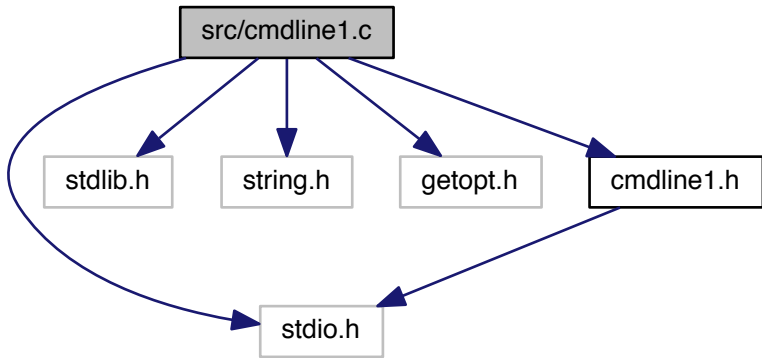 src/cmdline1.c
stdlib.h
string.h
getopt.h
cmdline1.h
stdio.h